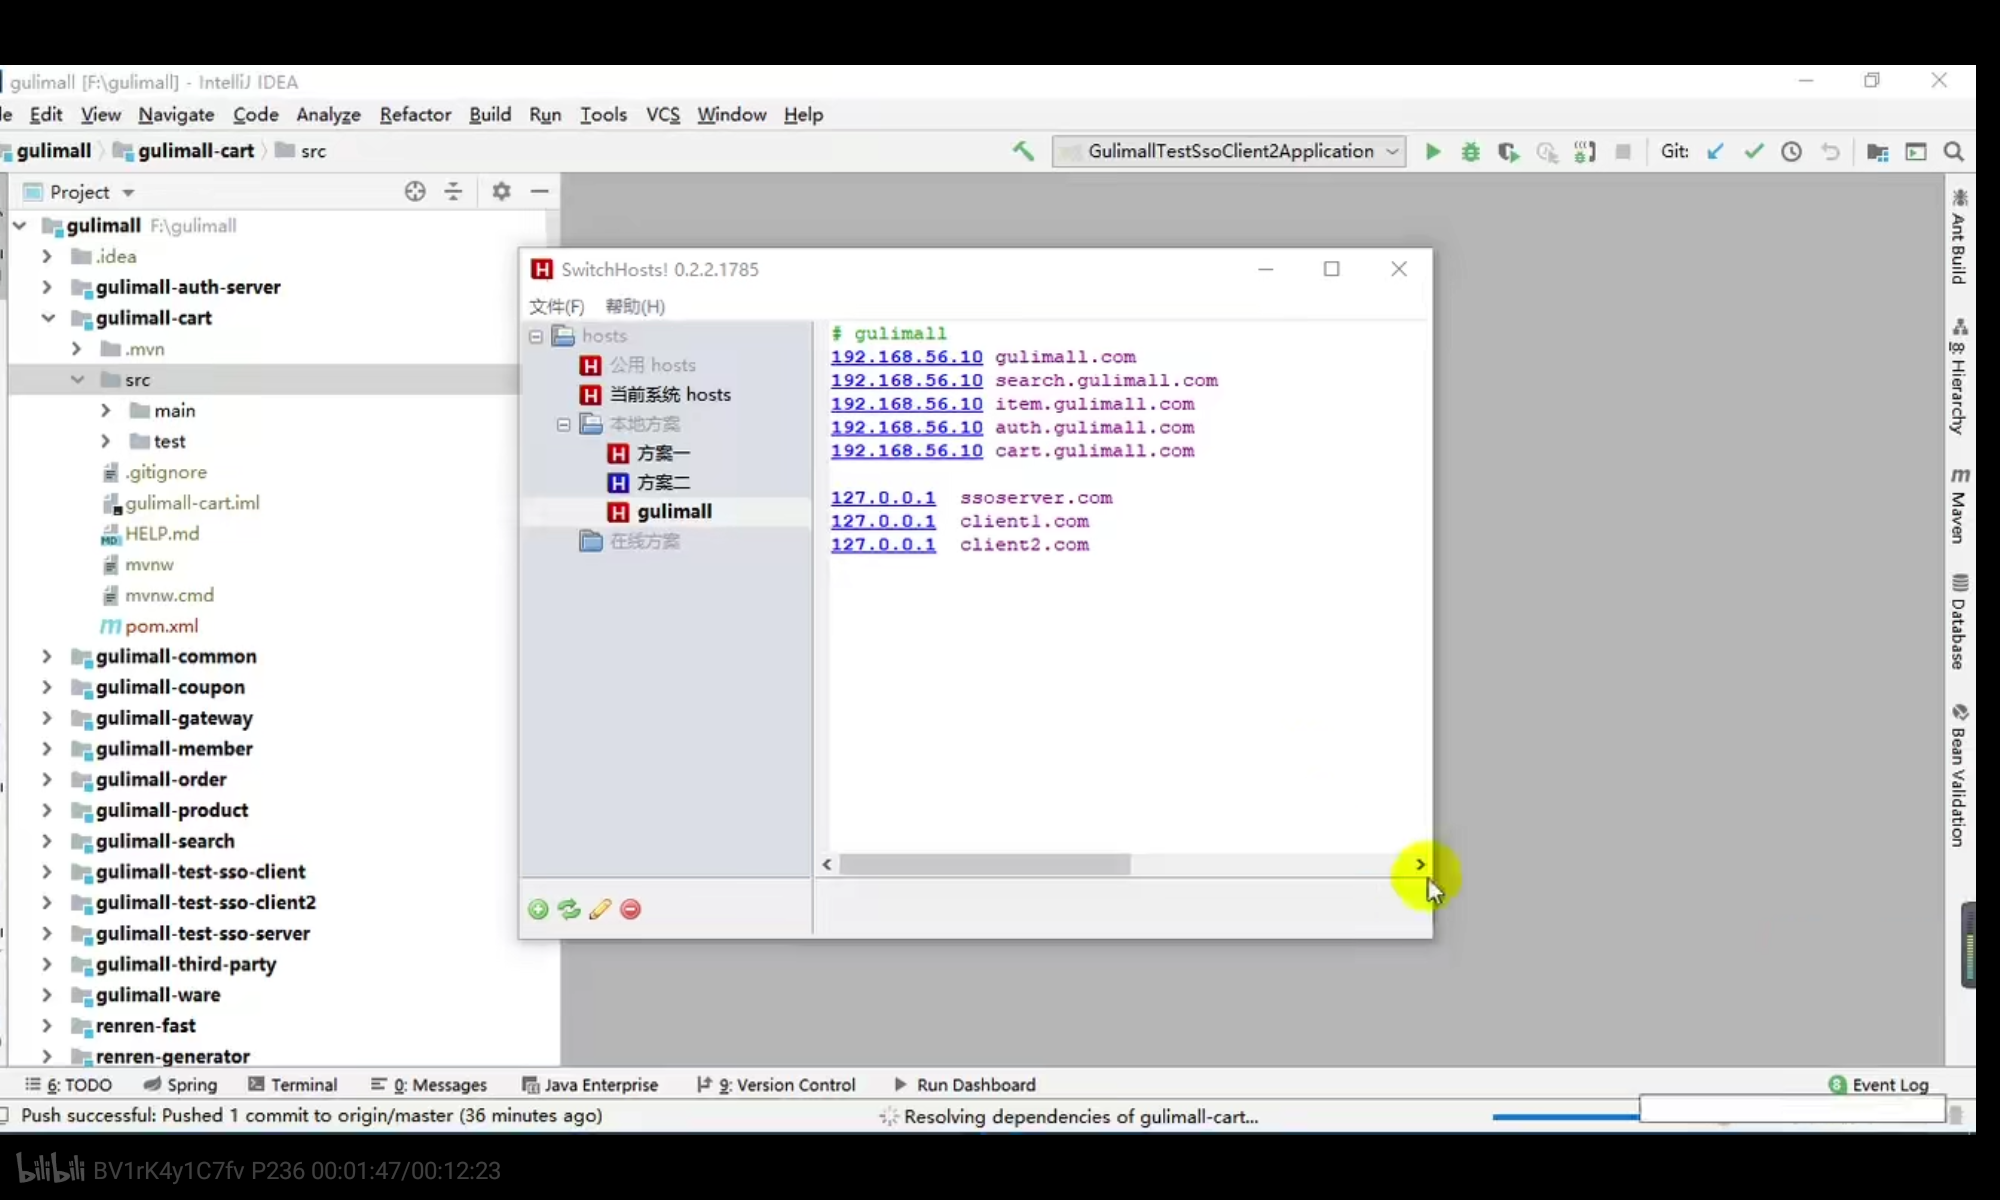 gulimall [F:\gulimall] - IntelliJ IDEA
Edit View Navigate Code Analyze Refactor Build Run Tools VCS Window Help
gulimall gulimall-cart src GulimallTestSsoClient2Application Git:
Project
gulimall F:\gulimall
.idea
gulimall-auth-server
gulimall-cart
.mvn
src
main
test
.gitignore
gulimall-cart.iml
HELP.md
mvnw
mvnw.cmd
pom.xml
gulimall-common
gulimall-coupon
gulimall-gateway
gulimall-member
gulimall-order
gulimall-product
gulimall-search
gulimall-test-sso-client
gulimall-test-sso-client2
gulimall-test-sso-server
gulimall-third-party
gulimall-ware
renren-fast
renren-generator
SwitchHosts! 0.2.2.1785
文件(F) 帮助(H)
hosts
公用 hosts
当前系统 hosts
本地方案
方案一
方案二
gulimall
在线方案
# gulimall
192.168.56.10 gulimall.com
192.168.56.10 search.gulimall.com
192.168.56.10 item.gulimall.com
192.168.56.10 auth.gulimall.com
192.168.56.10 cart.gulimall.com
127.0.0.1 ssoserver.com
127.0.0.1 client1.com
127.0.0.1 client2.com
Ant Build
8: Hierarchy
Maven
Database
Bean Validation
6: TODO Spring Terminal 0: Messages Java Enterprise 9: Version Control Run Dashboard 8 Event Log
Push successful: Pushed 1 commit to origin/master (36 minutes ago) Resolving dependencies of gulimall-cart...
bilibili BV1rK4y1C7fv P236 00:01:47/00:12:23